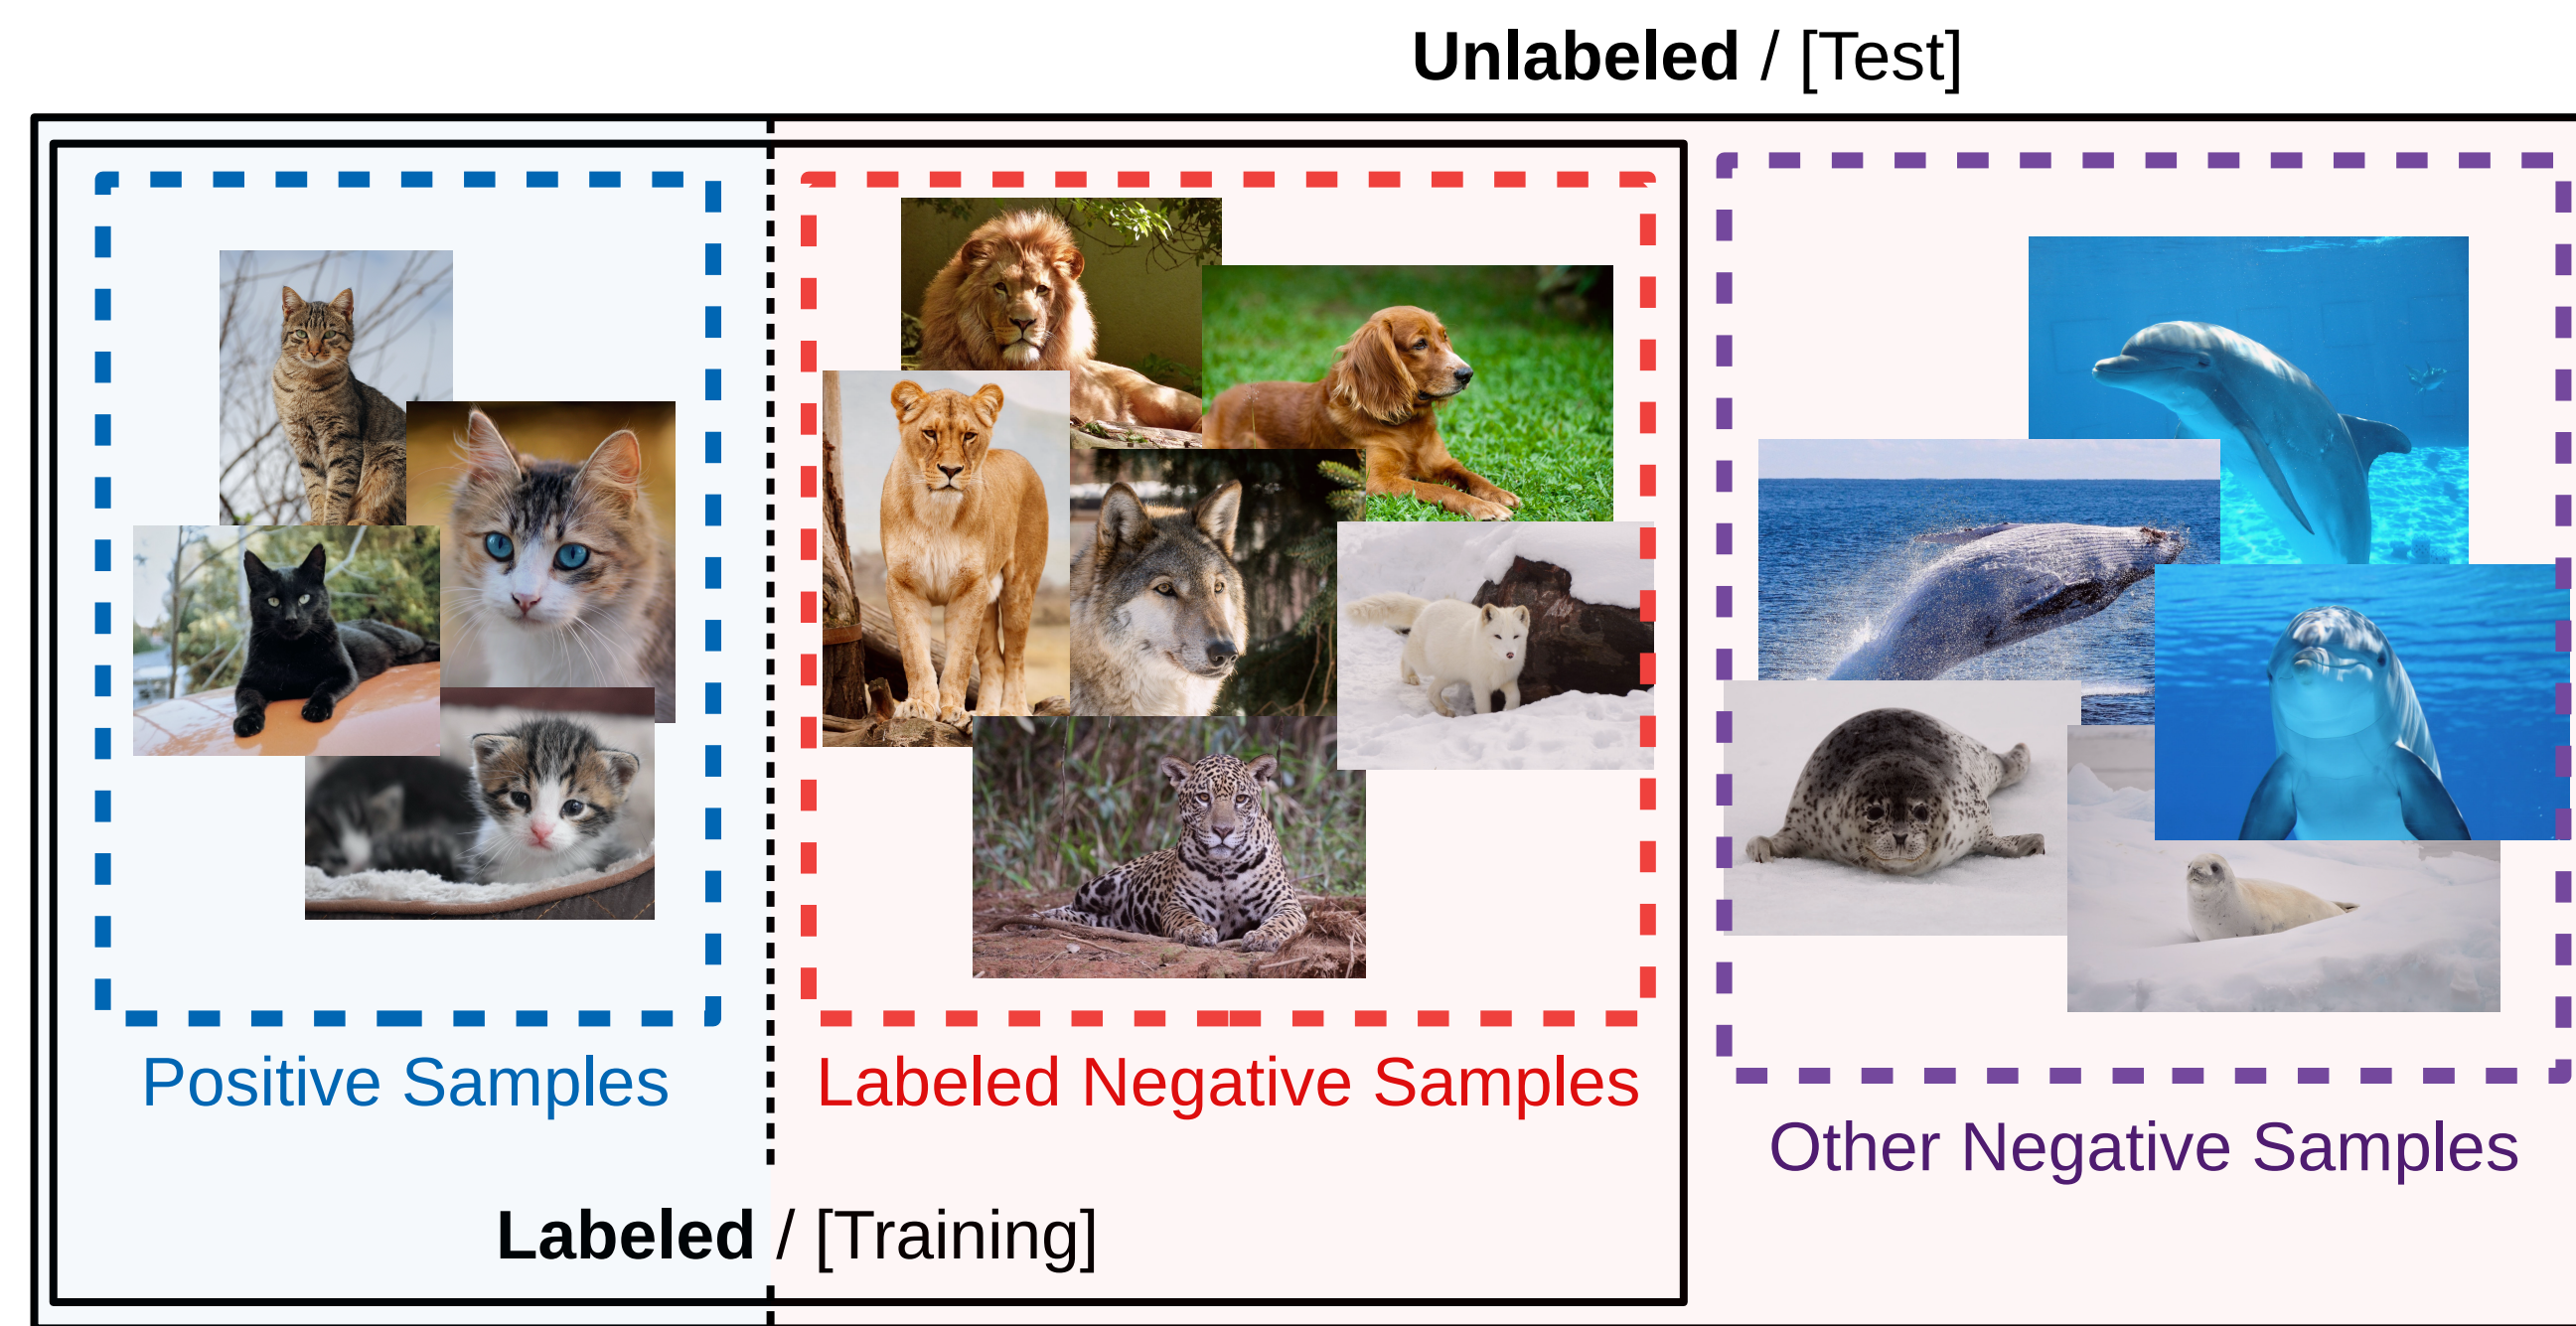 Unlabeled / [Test]
Positive Samples
Labeled Negative Samples
Other Negative Samples
Labeled / [Training]